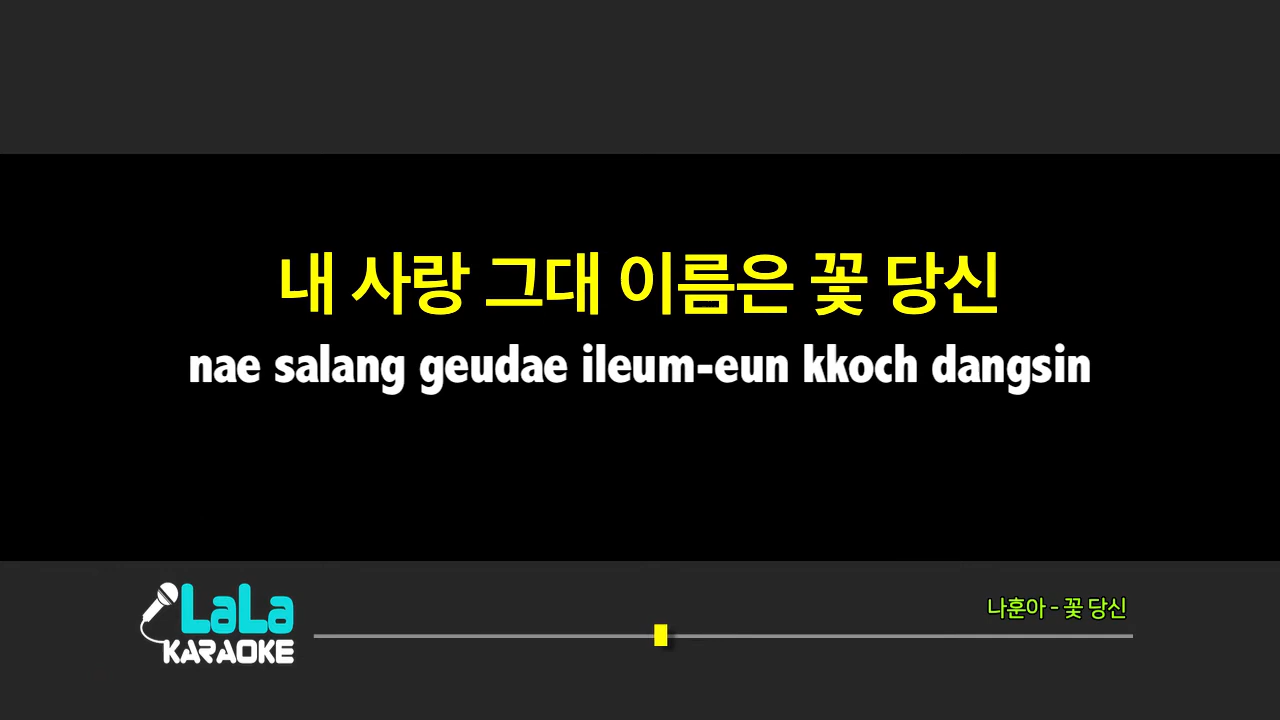 내 사랑 그대 이름은 꽃 당신
nae salang geudae ileum-eun kkoch dangsin
LaLa
KARAOKE
나훈아 - 꽃 당신